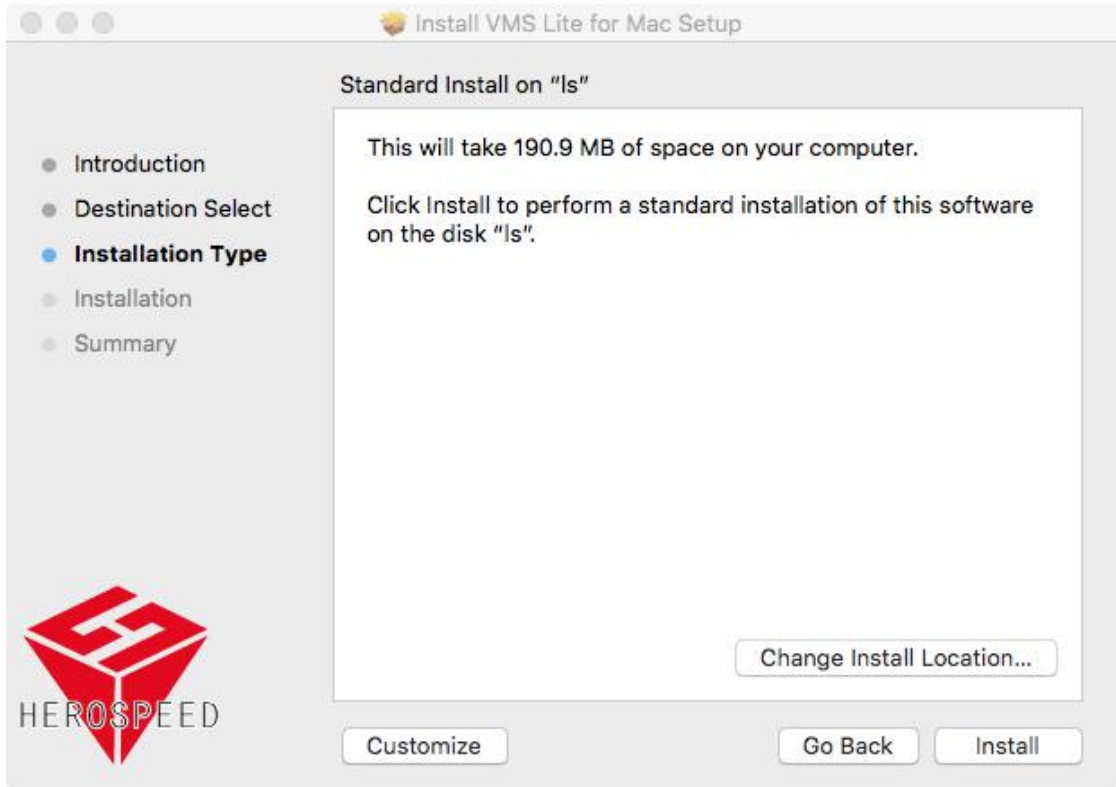 Install VMS Lite for Mac Setup
Standard Install on “ls”
Introduction
Destination Select
Installation Type
Installation
Summary
This will take 190.9 MB of space on your computer.
Click Install to perform a standard installation of this software
on the disk “ls”.
Change Install Location...
HEROSPEED
Customize
Go Back
Install